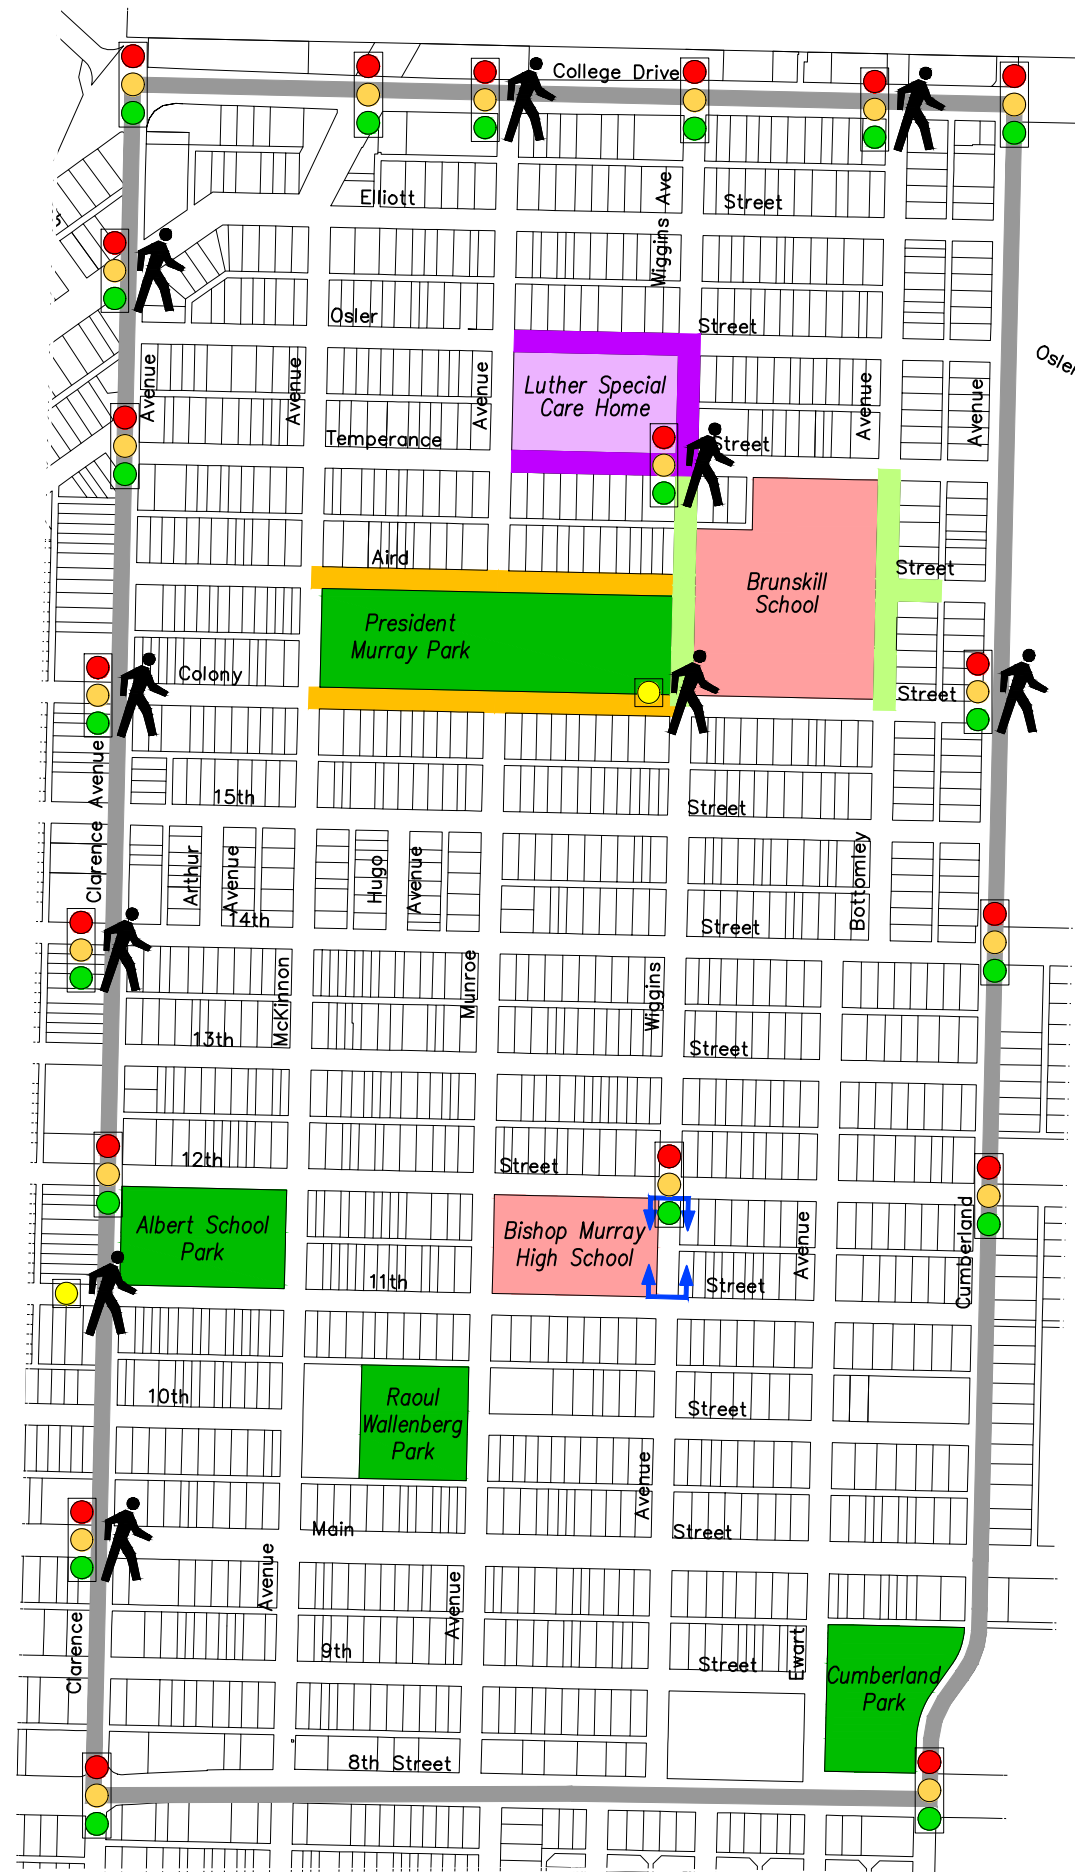 College Drive
Elliott
Wiggins Ave
Street
Osler
Street
Osler
Avenue
Avenue
Avenue
Luther Special
Care Home
Avenue
Avenue
Temperance
Street
Aird
Street
Brunskill
School
President
Murray Park
Colony
Street
Clarence Avenue
15th
Street
Arthur
Avenue
Hugo
Avenue
Bottomley
14th
Street
McKinnon
Munroe
Wiggins
13th
Street
12th
Street
Albert School
Park
Bishop Murray
High School
Avenue
Cumberland
11th
Street
10th
Raoul
Wallenberg
Park
Street
Avenue
Main
Street
Avenue
Avenue
Clarence
9th
Street
Ewart
Cumberland
Park
8th Street